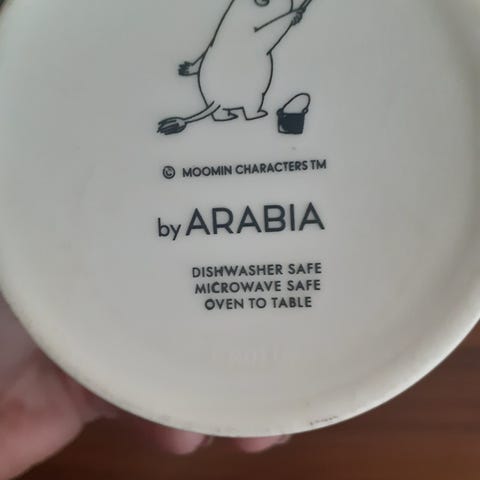 © MOOMIN CHARACTERS TM
by ARABIA
DISHWASHER SAFE
MICROWAVE SAFE
OVEN TO TABLE